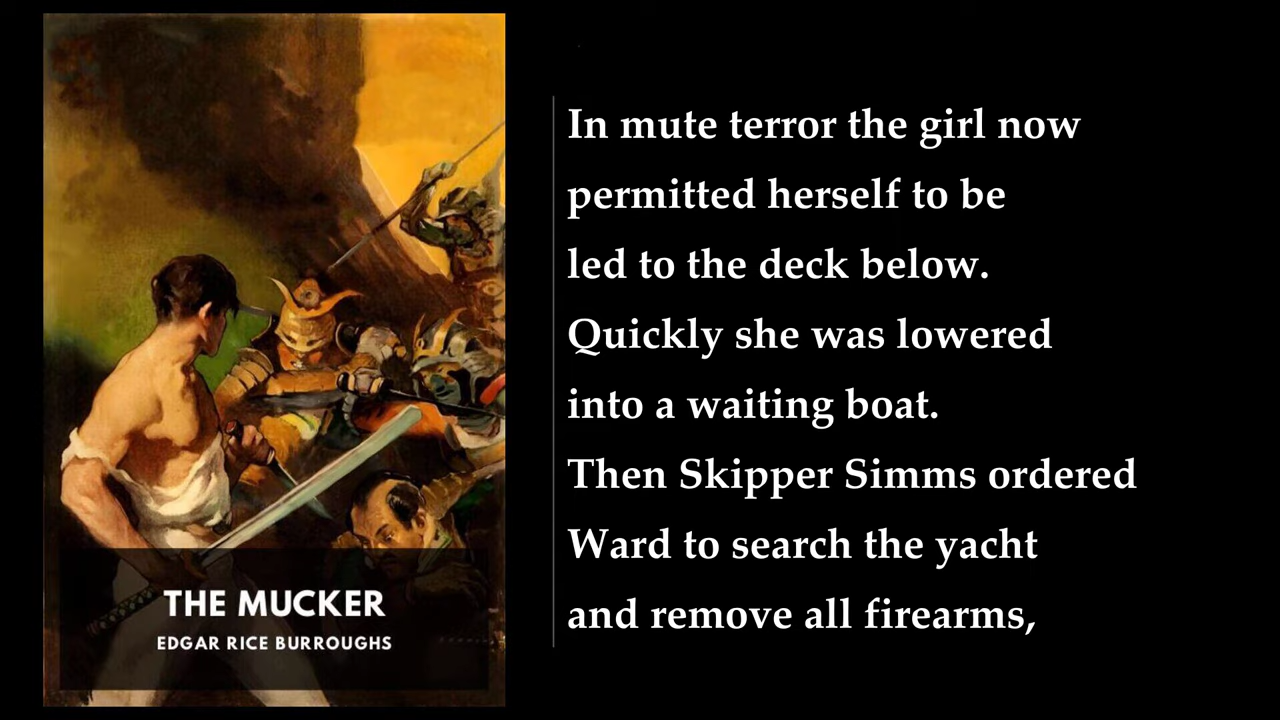 THE MUCKER
EDGAR RICE BURROUGHS
In mute terror the girl now
permitted herself to be
led to the deck below.
Quickly she was lowered
into a waiting boat.
Then Skipper Simms ordered
Ward to search the yacht
and remove all firearms,